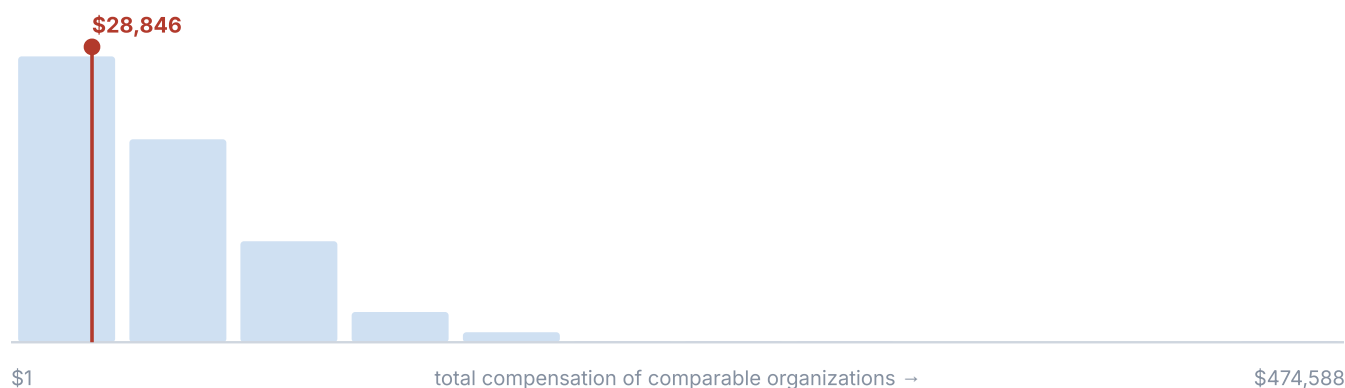 $28,846
$1
total compensation of comparable organizations →
$474,588